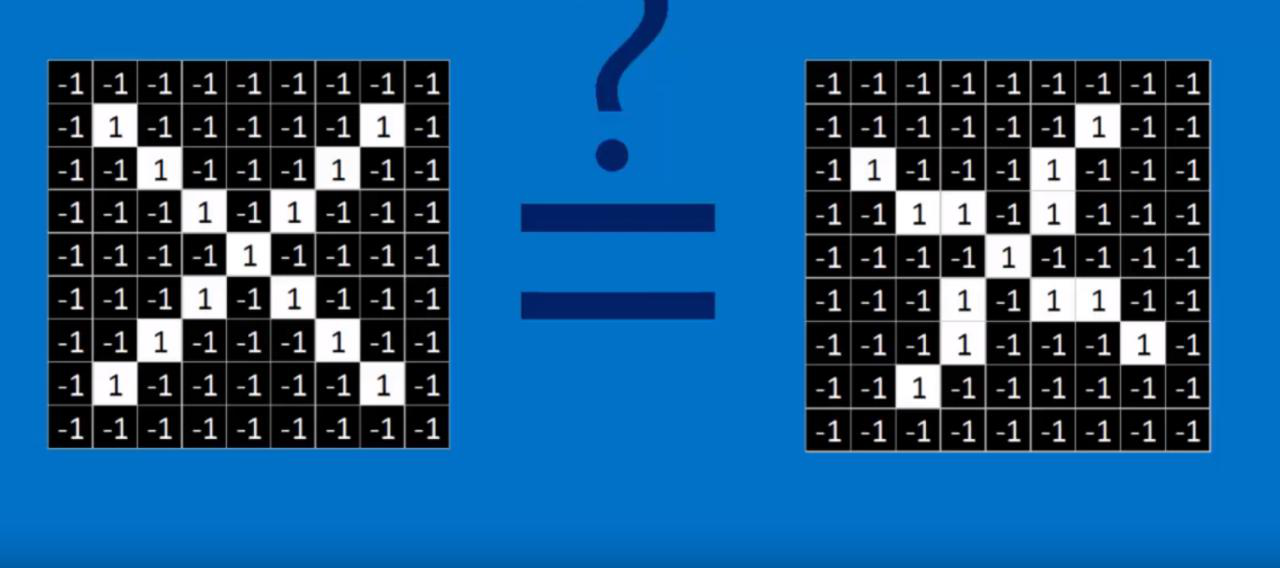 ?
-1 -1 -1 -1 -1 -1 -1 -1 -1
-1 1 -1 -1 -1 -1 -1 1 -1
-1 -1 1 -1 -1 -1 1 -1 -1
-1 -1 -1 1 -1 1 -1 -1 -1
-1 -1 -1 -1 1 -1 -1 -1 -1
-1 -1 -1 1 -1 1 -1 -1 -1
-1 -1 1 -1 -1 -1 1 -1 -1
-1 1 -1 -1 -1 -1 -1 1 -1
-1 -1 -1 -1 -1 -1 -1 -1 -1
=
-1 -1 -1 -1 -1 -1 -1 -1 -1
-1 -1 -1 -1 -1 -1 1 -1 -1
-1 1 -1 -1 -1 1 -1 -1 -1
-1 -1 1 1 -1 1 -1 -1 -1
-1 -1 -1 -1 1 -1 -1 -1 -1
-1 -1 -1 1 -1 1 1 -1 -1
-1 -1 -1 1 -1 -1 -1 1 -1
-1 -1 1 -1 -1 -1 -1 -1 -1
-1 -1 -1 -1 -1 -1 -1 -1 -1